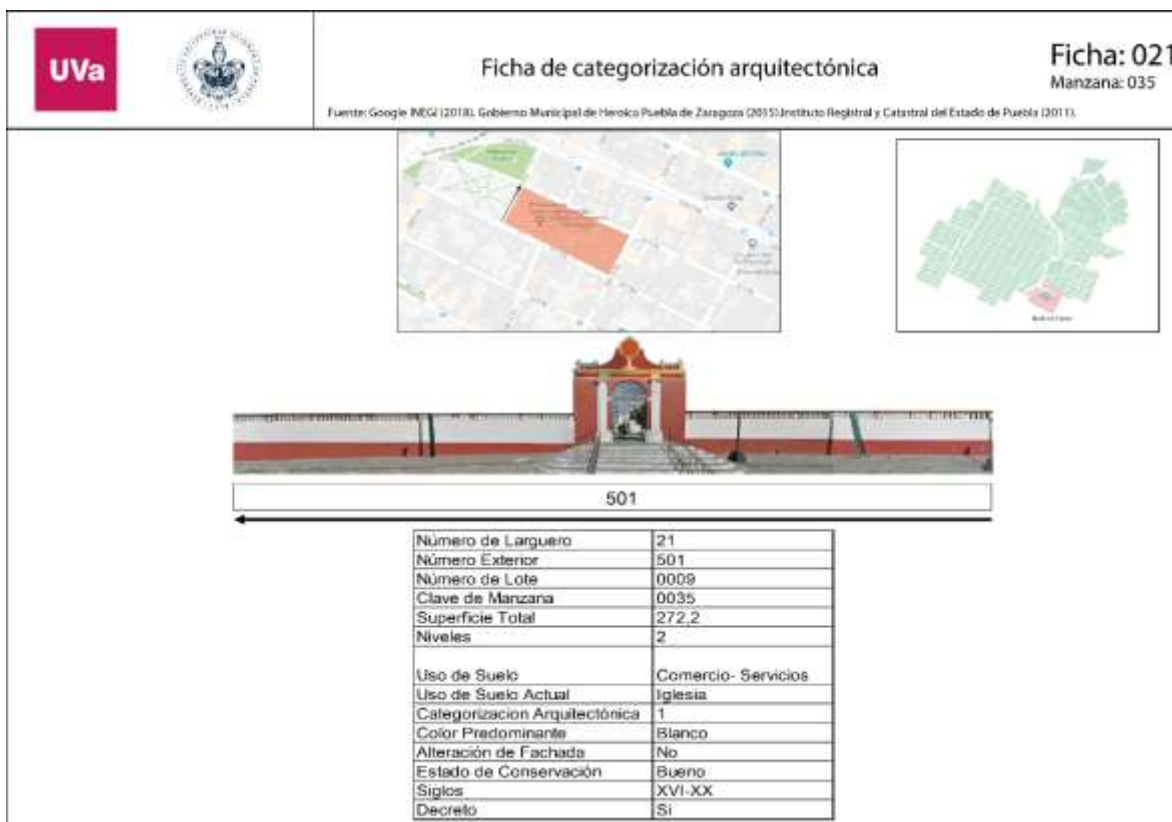 UVa
Ficha de categorización arquitectónica
Ficha: 021
Manzana: 035
Fuente: Google INEGI (2018). Gobierno Municipal de Heroica Puebla de Zaragoza (2015).Instituto Registral y Catastral del Estado de Puebla (2011).
501
Número de Larguero 21
Número Exterior 501
Número de Lote 0009
Clave de Manzana 0035
Superficie Total 272,2
Niveles 2
Uso de Suelo Comercio- Servicios
Uso de Suelo Actual Iglesia
Categorizacion Arquitectónica 1
Color Predominante Blanco
Alteración de Fachada No
Estado de Conservación Bueno
Siglos XVI-XX
Decreto Si